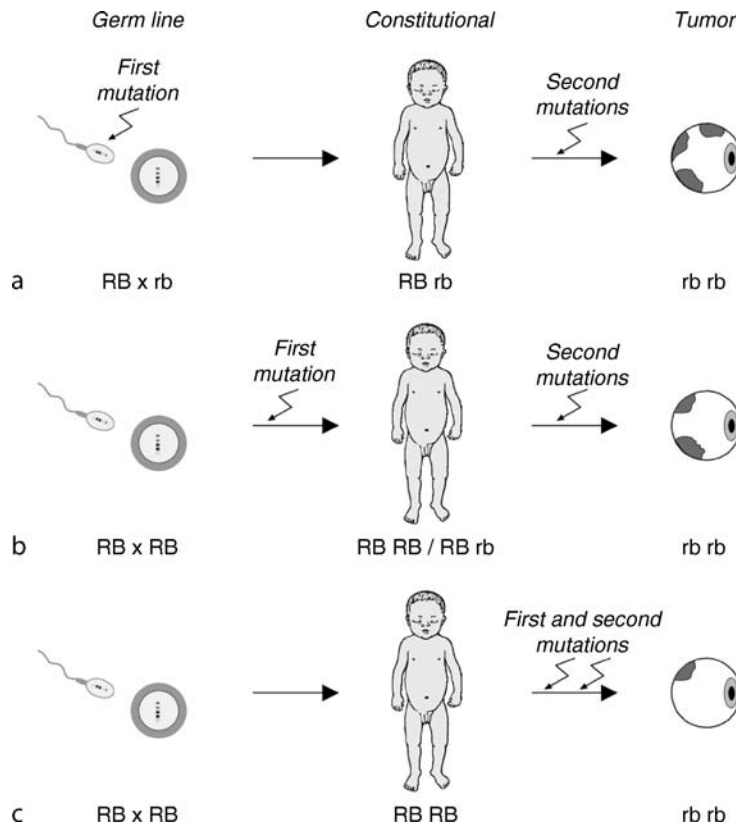 Germ line Constitutional Tumor
First
mutation
Second
mutations
a RB x rb RB rb rb rb
First
mutation
Second
mutations
b RB x RB RB RB / RB rb rb rb
First and second
mutations
c RB x RB RB RB rb rb